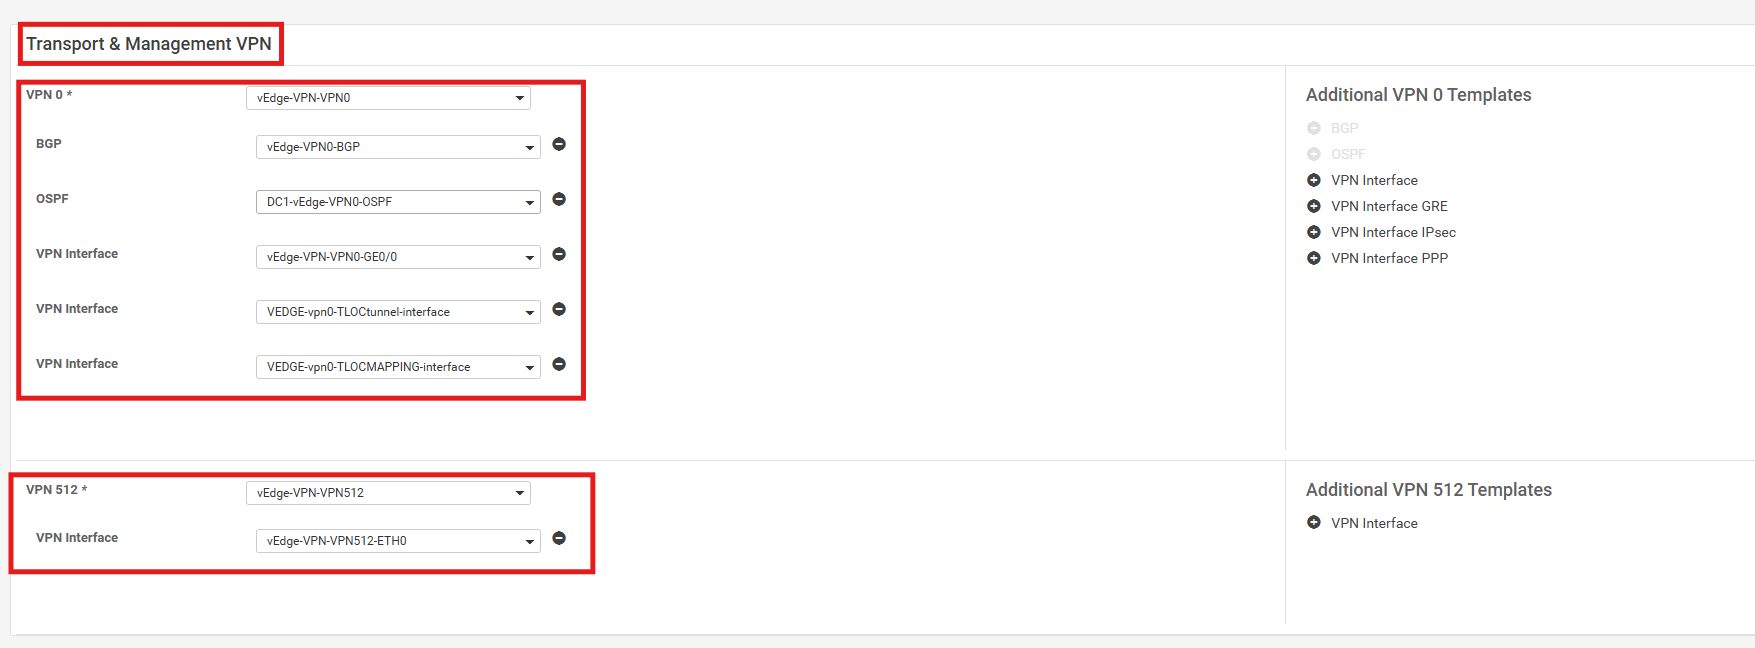 Transport & Management VPN
VPN 0 * vEdge-VPN-VPN0
BGP vEdge-VPN0-BGP
OSPF DC1-vEdge-VPN0-OSPF
VPN Interface vEdge-VPN-VPN0-GE0/0
VPN Interface VEDGE-vpn0-TLOCtunnel-interface
VPN Interface VEDGE-vpn0-TLOCMAPPING-interface
Additional VPN 0 Templates
BGP
OSPF
VPN Interface
VPN Interface GRE
VPN Interface IPsec
VPN Interface PPP
VPN 512 * vEdge-VPN-VPN512
VPN Interface vEdge-VPN-VPN512-ETH0
Additional VPN 512 Templates
VPN Interface